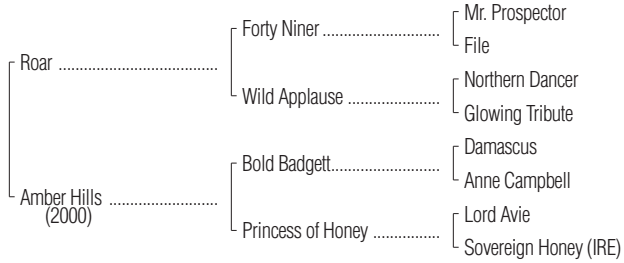 Mr. Prospector
Forty Niner ..................................
File
Roar .....................................
Northern Dancer
Wild Applause .....................
Glowing Tribute
Damascus
Bold Badgett.........................
Anne Campbell
Amber Hills .........................
(2000)
Lord Avie
Princess of Honey ................
Sovereign Honey (IRE)